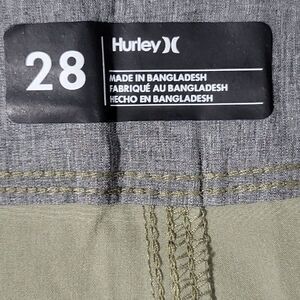 Hurley
28
MADE IN BANGLADESH
FABRIQUÉ AU BANGLADESH
HECHO EN BANGLADESH